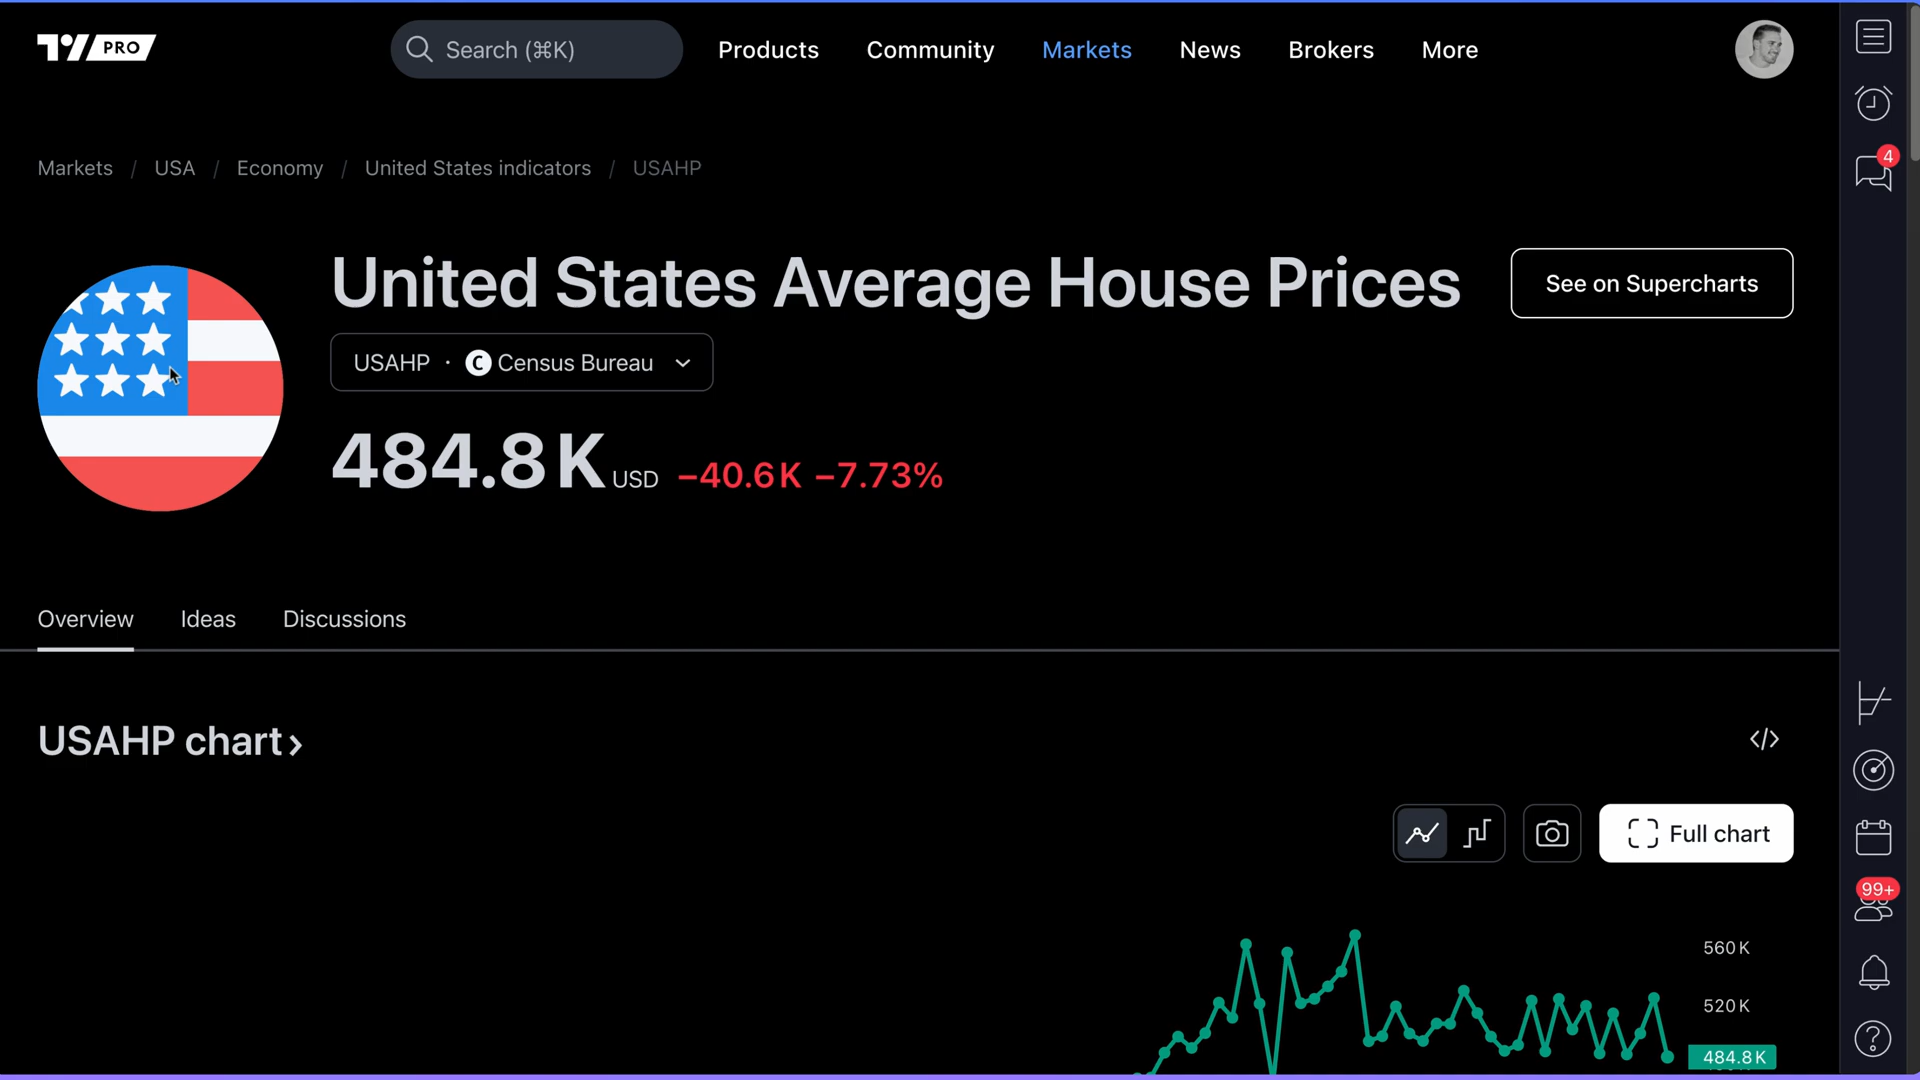 PRO
Search (⌘K)
Products
Community
Markets
News
Brokers
More
4
Markets / USA / Economy / United States indicators / USAHP
United States Average House Prices
See on Supercharts
USAHP · C Census Bureau
484.8 K USD −40.6 K −7.73%
Overview
Ideas
Discussions
USAHP chart ›
</>
Full chart
99+
560 K
520 K
484.8 K
?